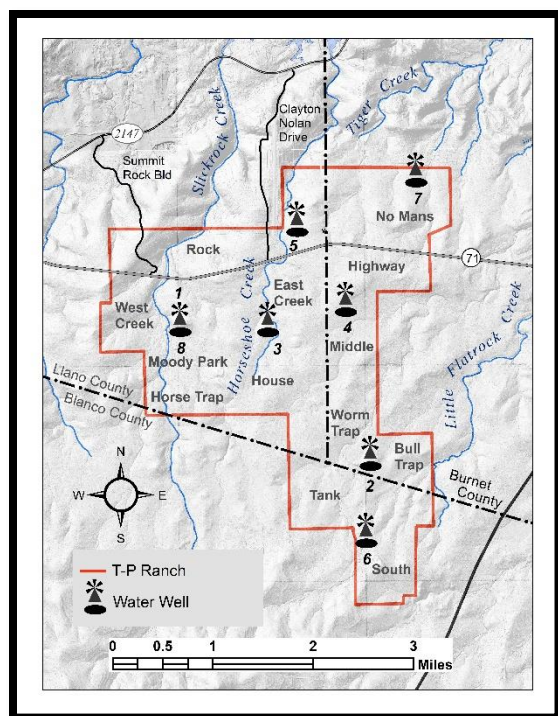 2147
Summit
Rock Bld
Slickrock Creek
Clayton
Nolan
Drive
Tiger Creek
7
No Mans
5
Rock
71
Highway
East
Creek
Horseshoe Creek
West
Creek
1
8
3
4
Middle
Little Flatrock Creek
Moody Park
House
Horse Trap
Llano County
Blanco County
Worm
Trap
Bull
Trap
2
Burnet
County
Tank
6
South
N
W
E
S
T-P Ranch
Water Well
0 0.5 1 2 3
Miles